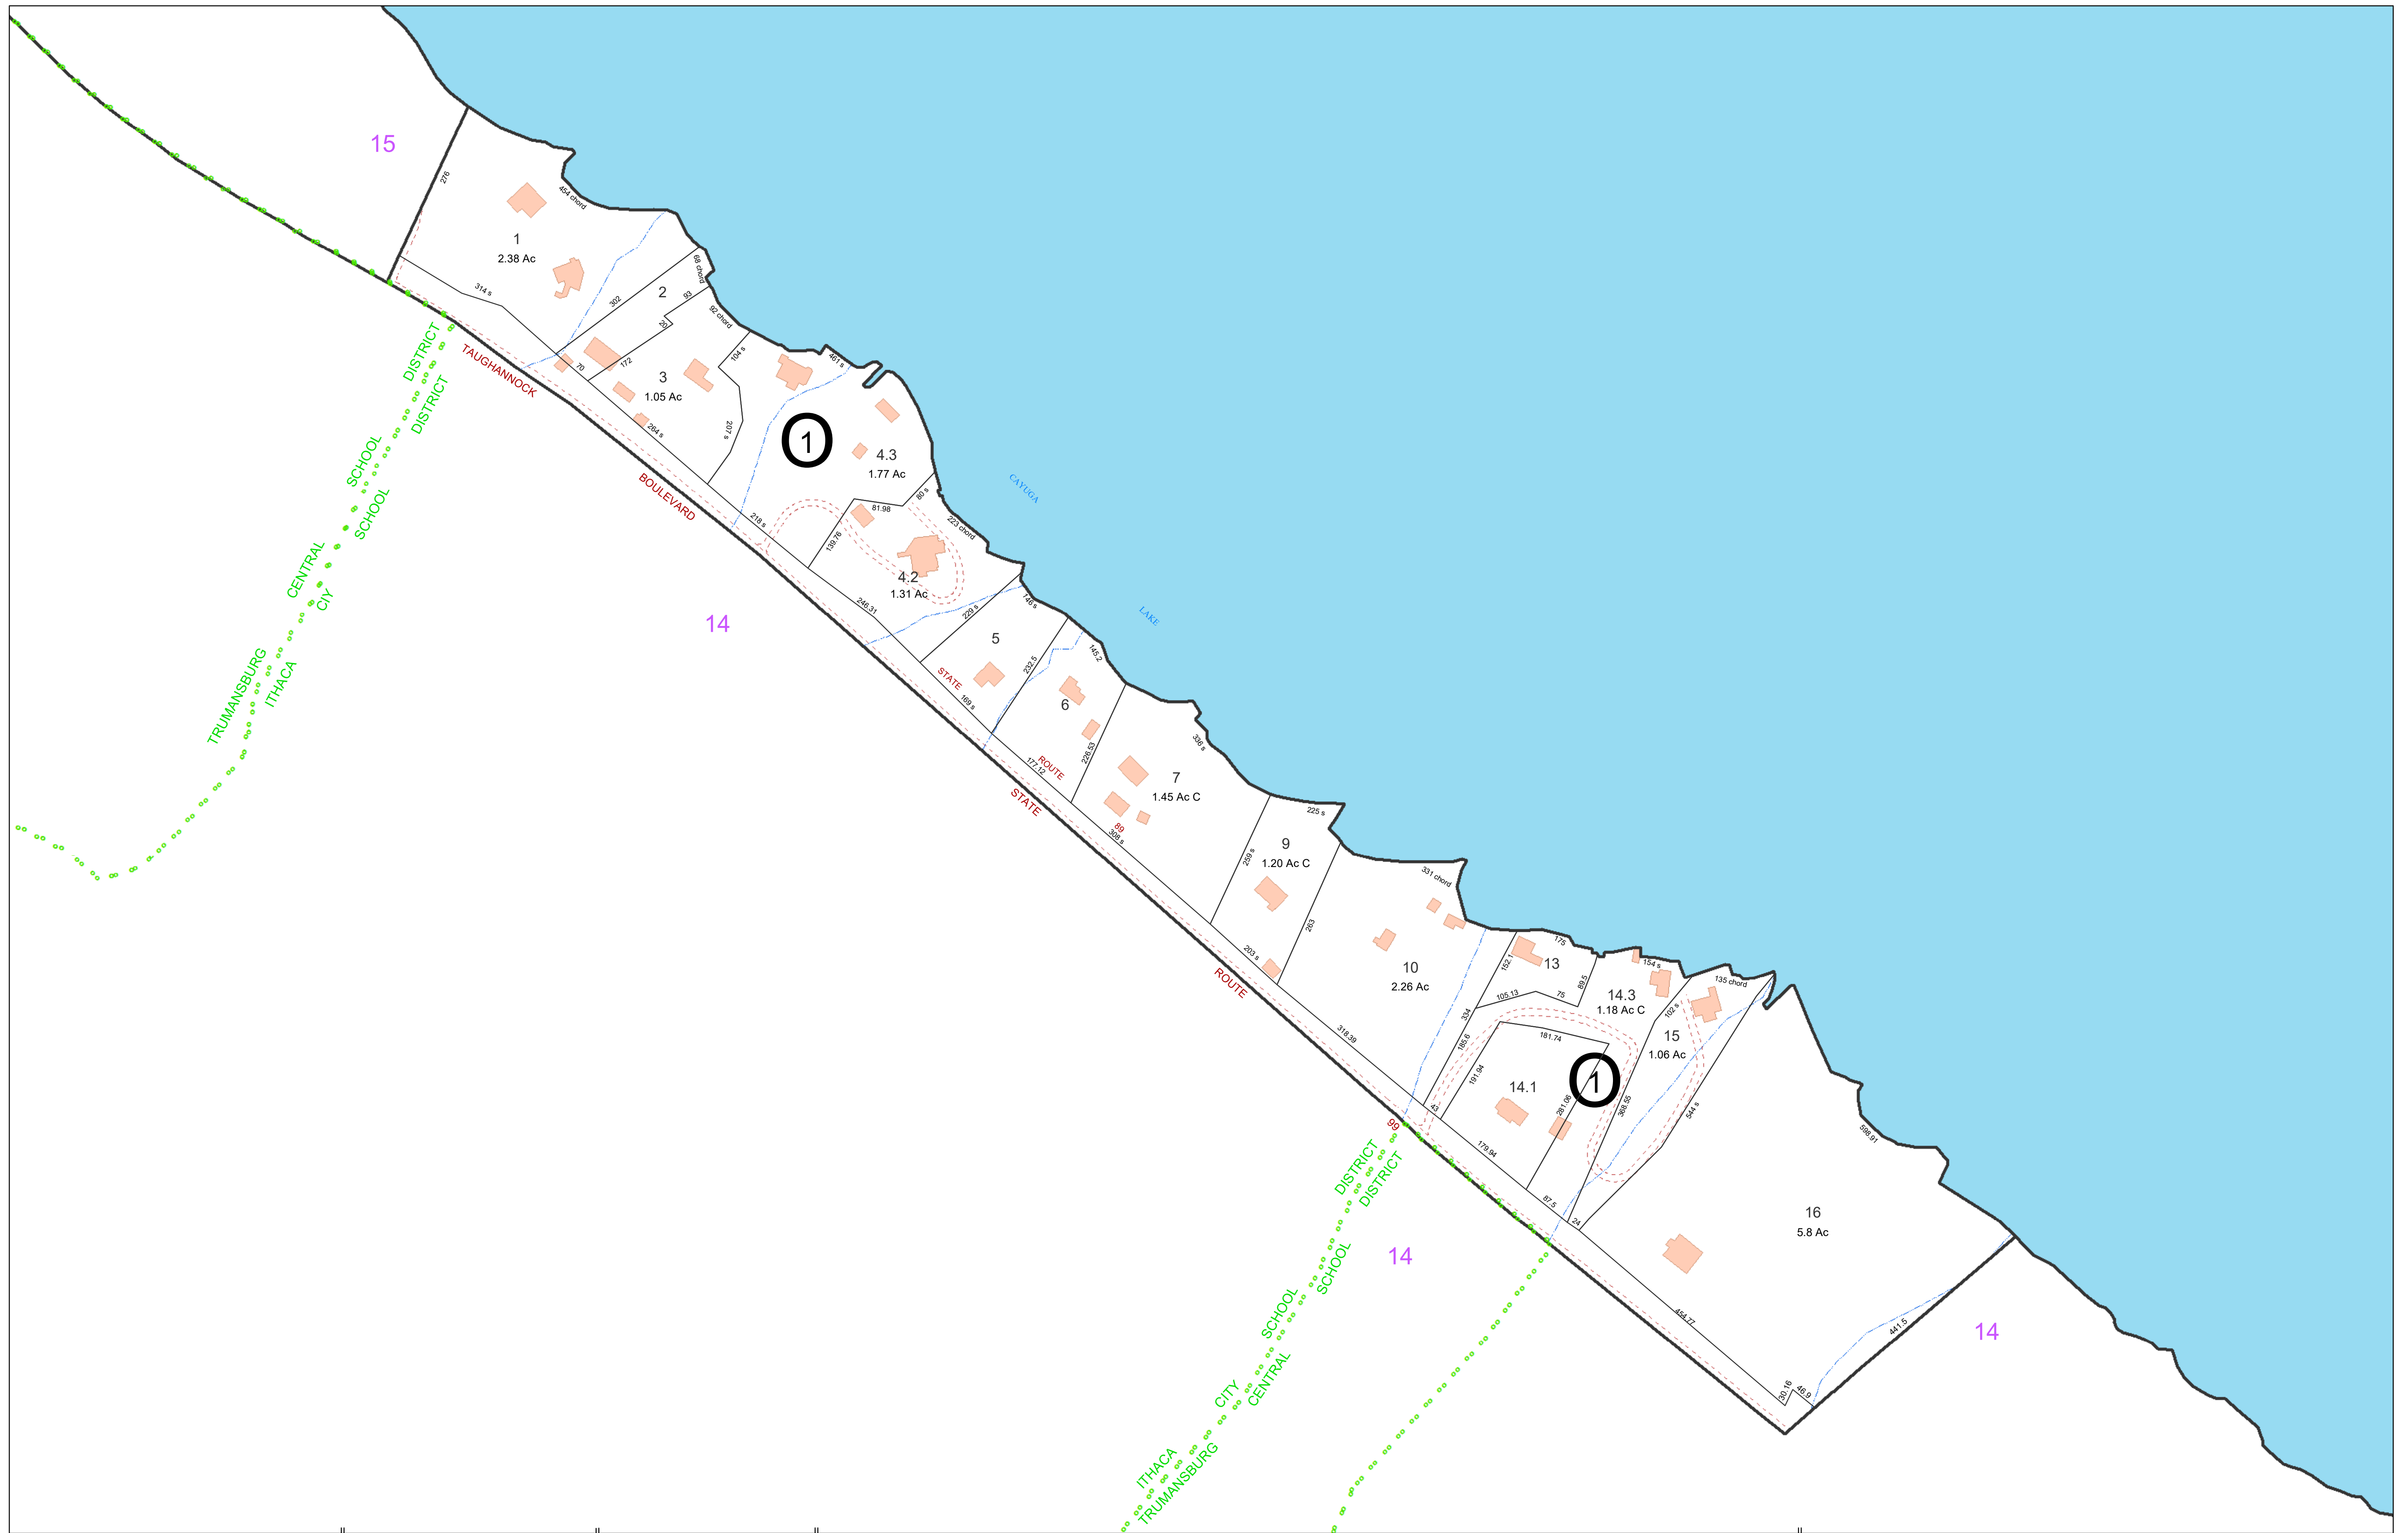 15
276
454 chord
1
2.38 Ac
314 s
302
68 chord
2
93
20
92 chord
70
172
3
1.05 Ac
264 s
104 s
207 s
461 s
1
4.3
1.77 Ac
80 s
81.98
139.76
223 chord
218 s
4.2
1.31 Ac
246.31
229 s
146 s
5
STATE
169 s
232.5
145.2
6
ROUTE
177.12
226.53
336 s
7
1.45 Ac C
89
308 s
225 s
9
1.20 Ac C
259 s
203 s
263
331 chord
10
2.26 Ac
318.39
175
152.1
13
105.13
75
89.5
334
185.6
154 s
14.3
1.18 Ac C
135 chord
102 s
15
1.06 Ac
181.74
191.94
14.1
1
281.06
368.55
544 s
43
179.94
87.5
24
598.91
16
5.8 Ac
454.77
441.5
30.16
46.9
14
14
14
CAYUGA
LAKE
TAUGHANNOCK
BOULEVARD
STATE
ROUTE
99
TRUMANSBURG CENTRAL SCHOOL DISTRICT
ITHACA CIY SCHOOL DISTRICT
ITHACA CITY SCHOOL DISTRICT
TRUMANSBURG CENTRAL SCHOOL DISTRICT